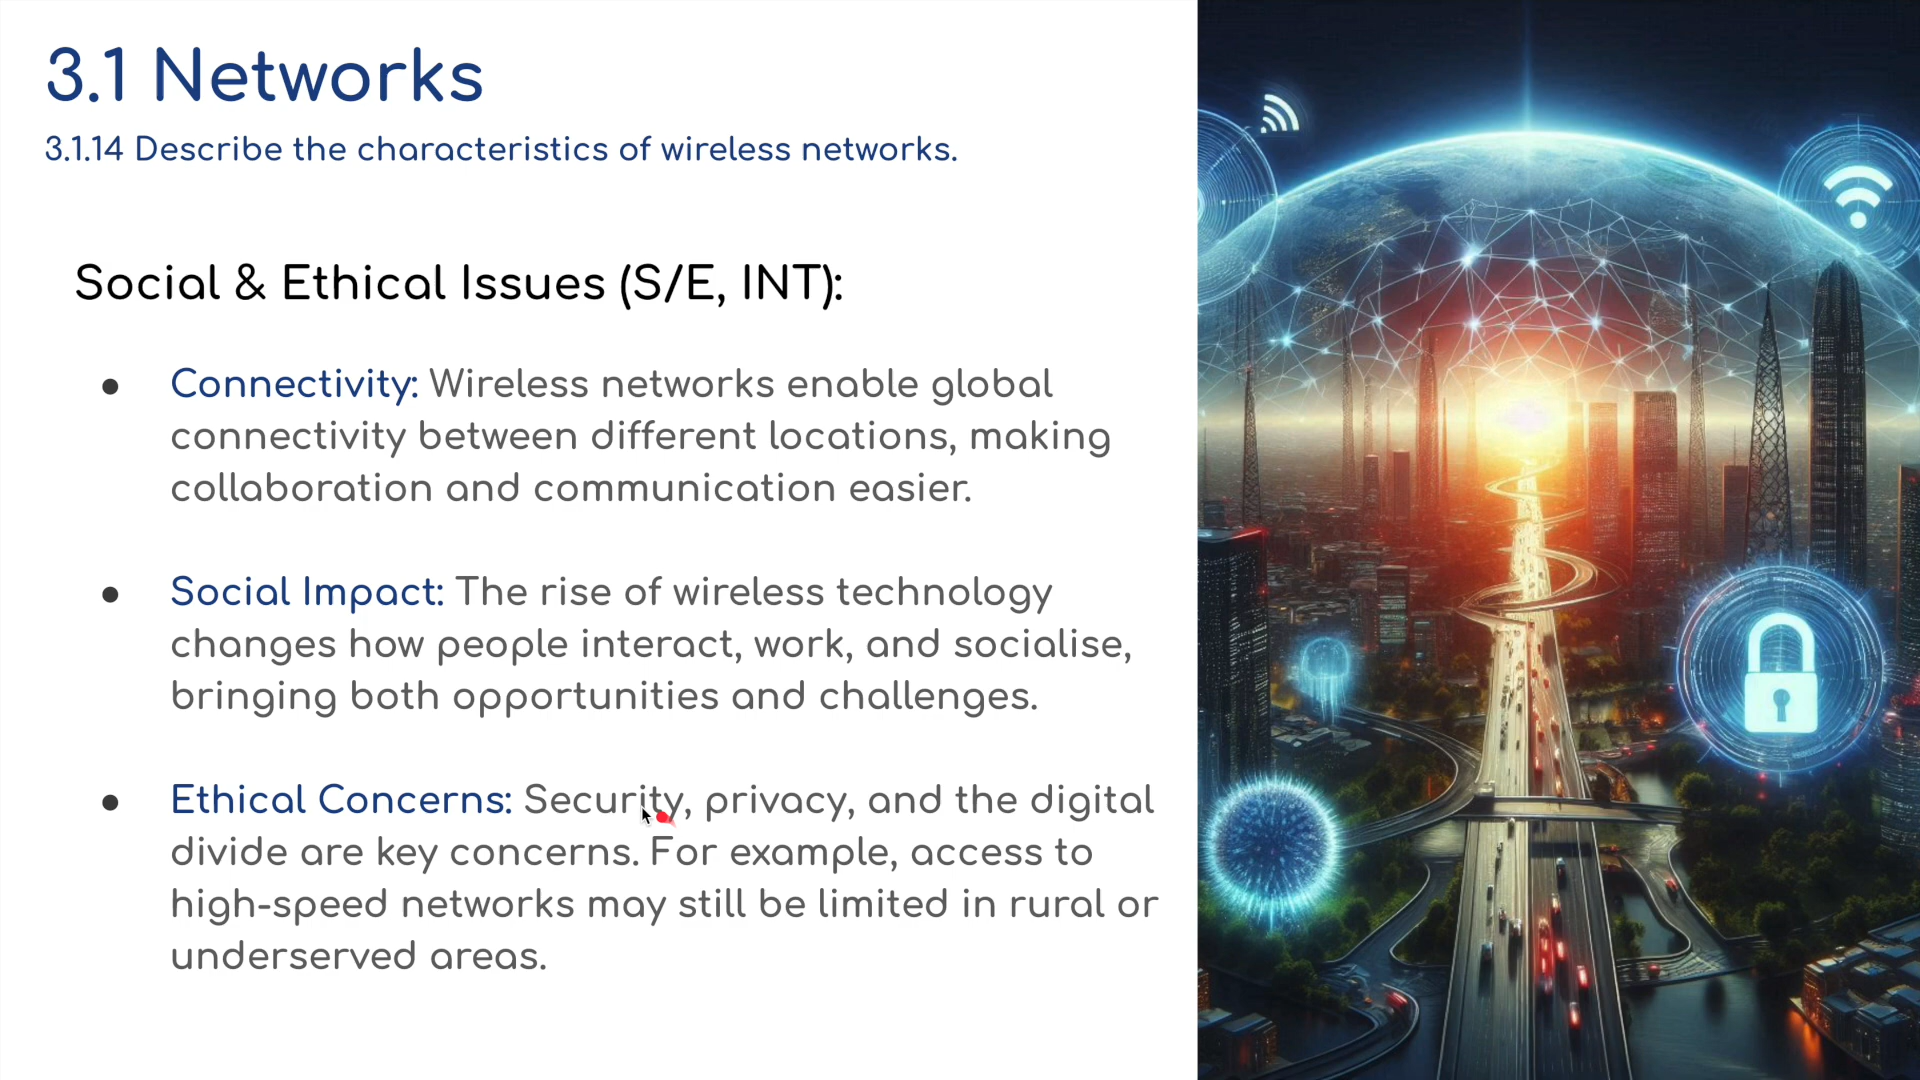 3.1 Networks
3.1.14 Describe the characteristics of wireless networks.
Social & Ethical Issues (S/E, INT):
● Connectivity: Wireless networks enable global
connectivity between different locations, making
collaboration and communication easier.
● Social Impact: The rise of wireless technology
changes how people interact, work, and socialise,
bringing both opportunities and challenges.
● Ethical Concerns: Security, privacy, and the digital
divide are key concerns. For example, access to
high-speed networks may still be limited in rural or
underserved areas.